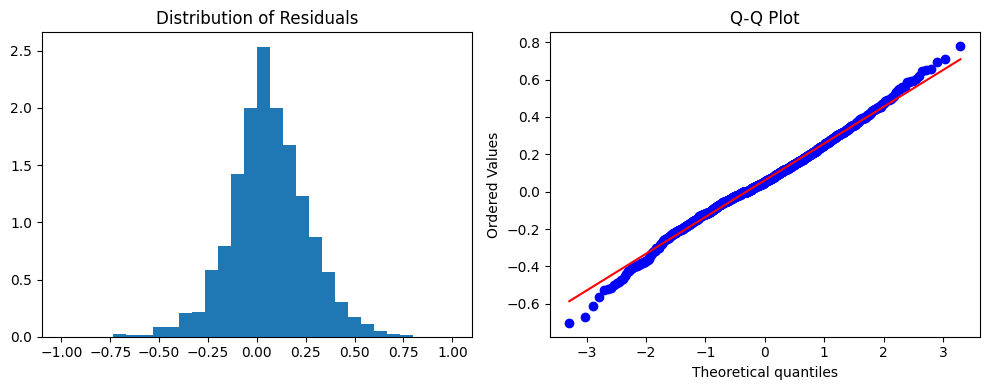 Distribution of Residuals
2.5
2.0
1.5
1.0
0.5
0.0
−1.00 −0.75 −0.50 −0.25 0.00 0.25 0.50 0.75 1.00
Q-Q Plot
Ordered Values
0.8
0.6
0.4
0.2
0.0
−0.2
−0.4
−0.6
−3 −2 −1 0 1 2 3
Theoretical quantiles